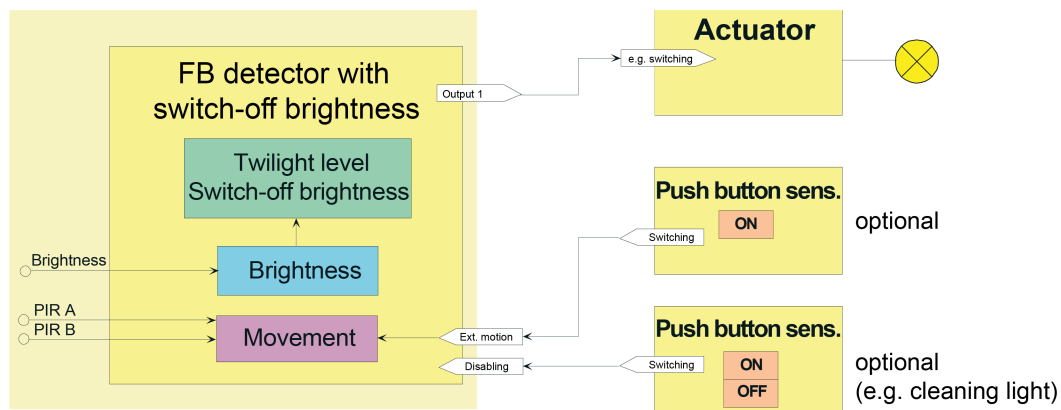 FB detector with
switch-off brightness
Twilight level
Switch-off brightness
Brightness
Brightness
PIR A
PIR B
Movement
Output 1
Ext. motion
Disabling
Actuator
e.g. switching
Push button sens.
ON
Switching
optional
Push button sens.
ON
OFF
Switching
optional
(e.g. cleaning light)